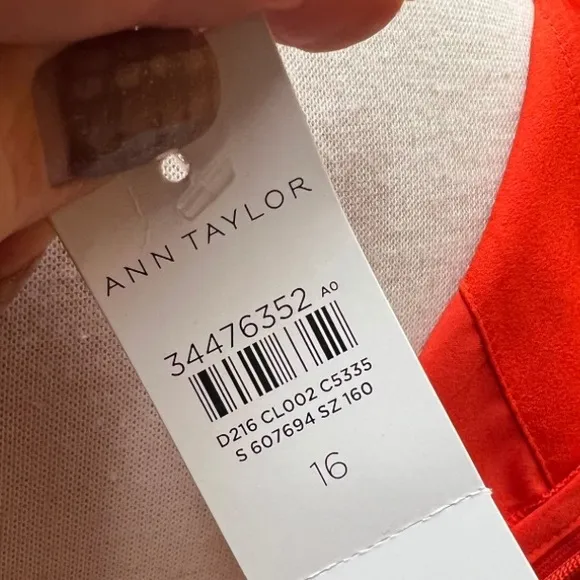 ANN TAYLOR
34476352 A0
D216 CL002 C5335
S 607694 SZ 160
16